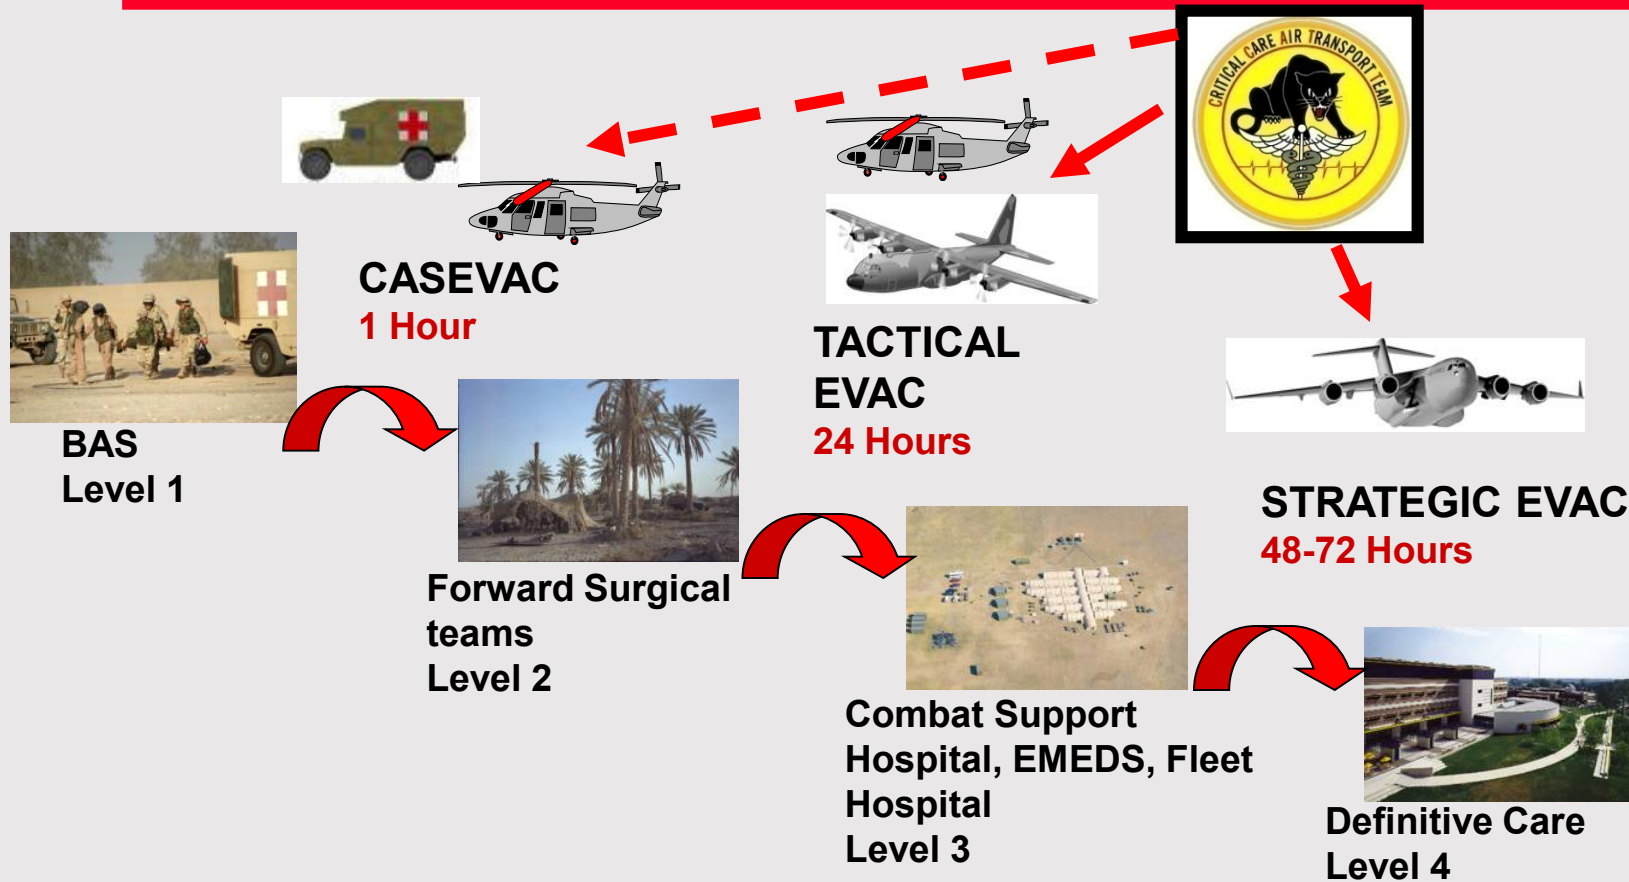 CRITICAL CARE AIR TRANSPORT TEAM
CASEVAC
1 Hour
TACTICAL
EVAC
24 Hours
BAS
Level 1
STRATEGIC EVAC
48-72 Hours
Forward Surgical
teams
Level 2
Combat Support
Hospital, EMEDS, Fleet
Hospital
Level 3
Definitive Care
Level 4